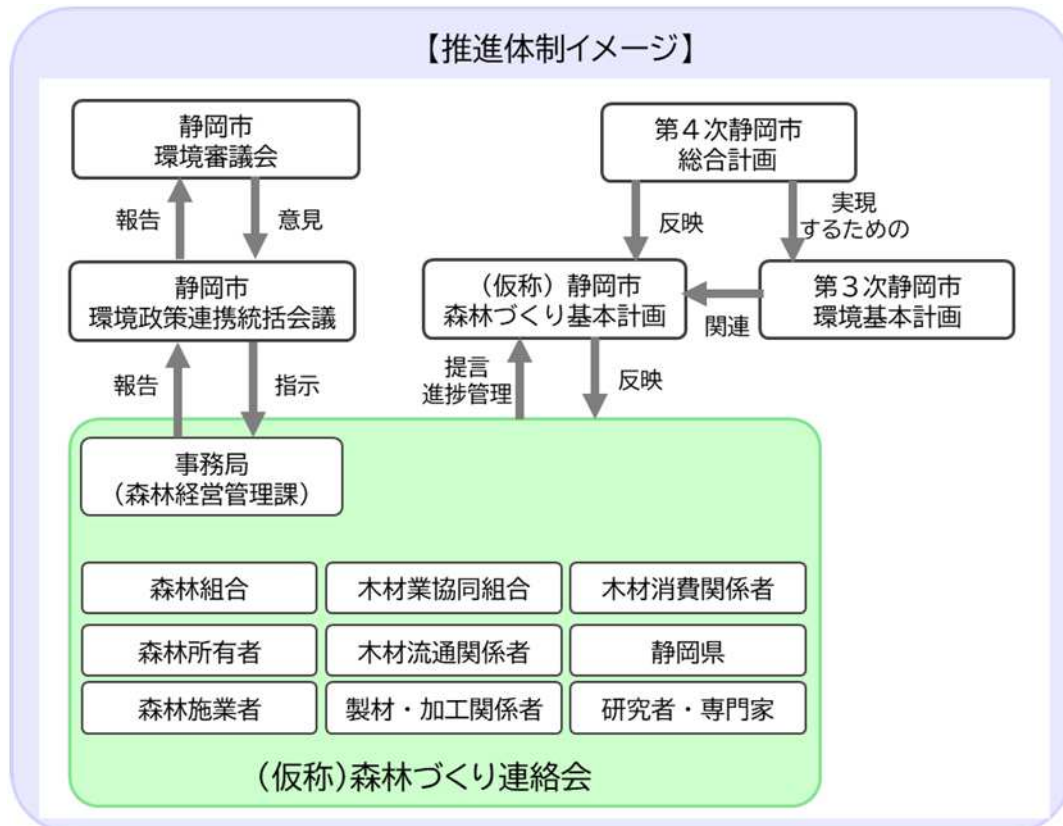 【推進体制イメージ】
静岡市
環境審議会
第4次静岡市
総合計画
報告
意見
反映
実現
するための
静岡市
環境政策連携統括会議
(仮称)静岡市
森林づくり基本計画
関連
第3次静岡市
環境基本計画
報告
指示
提言
進捗管理
反映
事務局
(森林経営管理課)
森林組合
木材業協同組合
木材消費関係者
森林所有者
木材流通関係者
静岡県
森林施業者
製材・加工関係者
研究者・専門家
(仮称)森林づくり連絡会